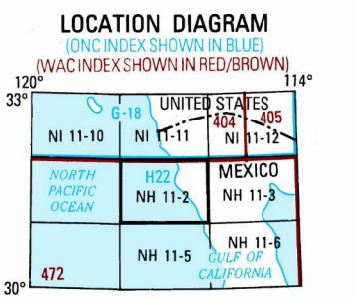 LOCATION DIAGRAM
(ONC INDEX SHOWN IN BLUE)
(WAC INDEX SHOWN IN RED/BROWN)
120° 114°
33°
G-18 UNITED STATES
404 405
NI 11-10 NI 11-11 NI 11-12
NORTH PACIFIC OCEAN
H22
MEXICO
NH 11-2 NH 11-3
NH 11-5 NH 11-6
GULF OF CALIFORNIA
472
30°